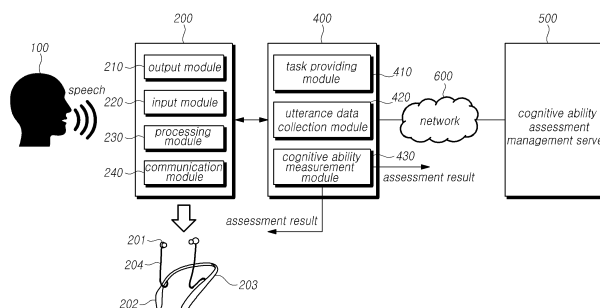 200
400
500
100
output module
210
task providing
module
410
600
speech
input module
220
utterance data
collection module
420
network
cognitive ability
assessment
management serve
processing
module
230
cognitive ability
measurement
module
430
communication
module
240
assessment result
assessment result
201
204
203
202